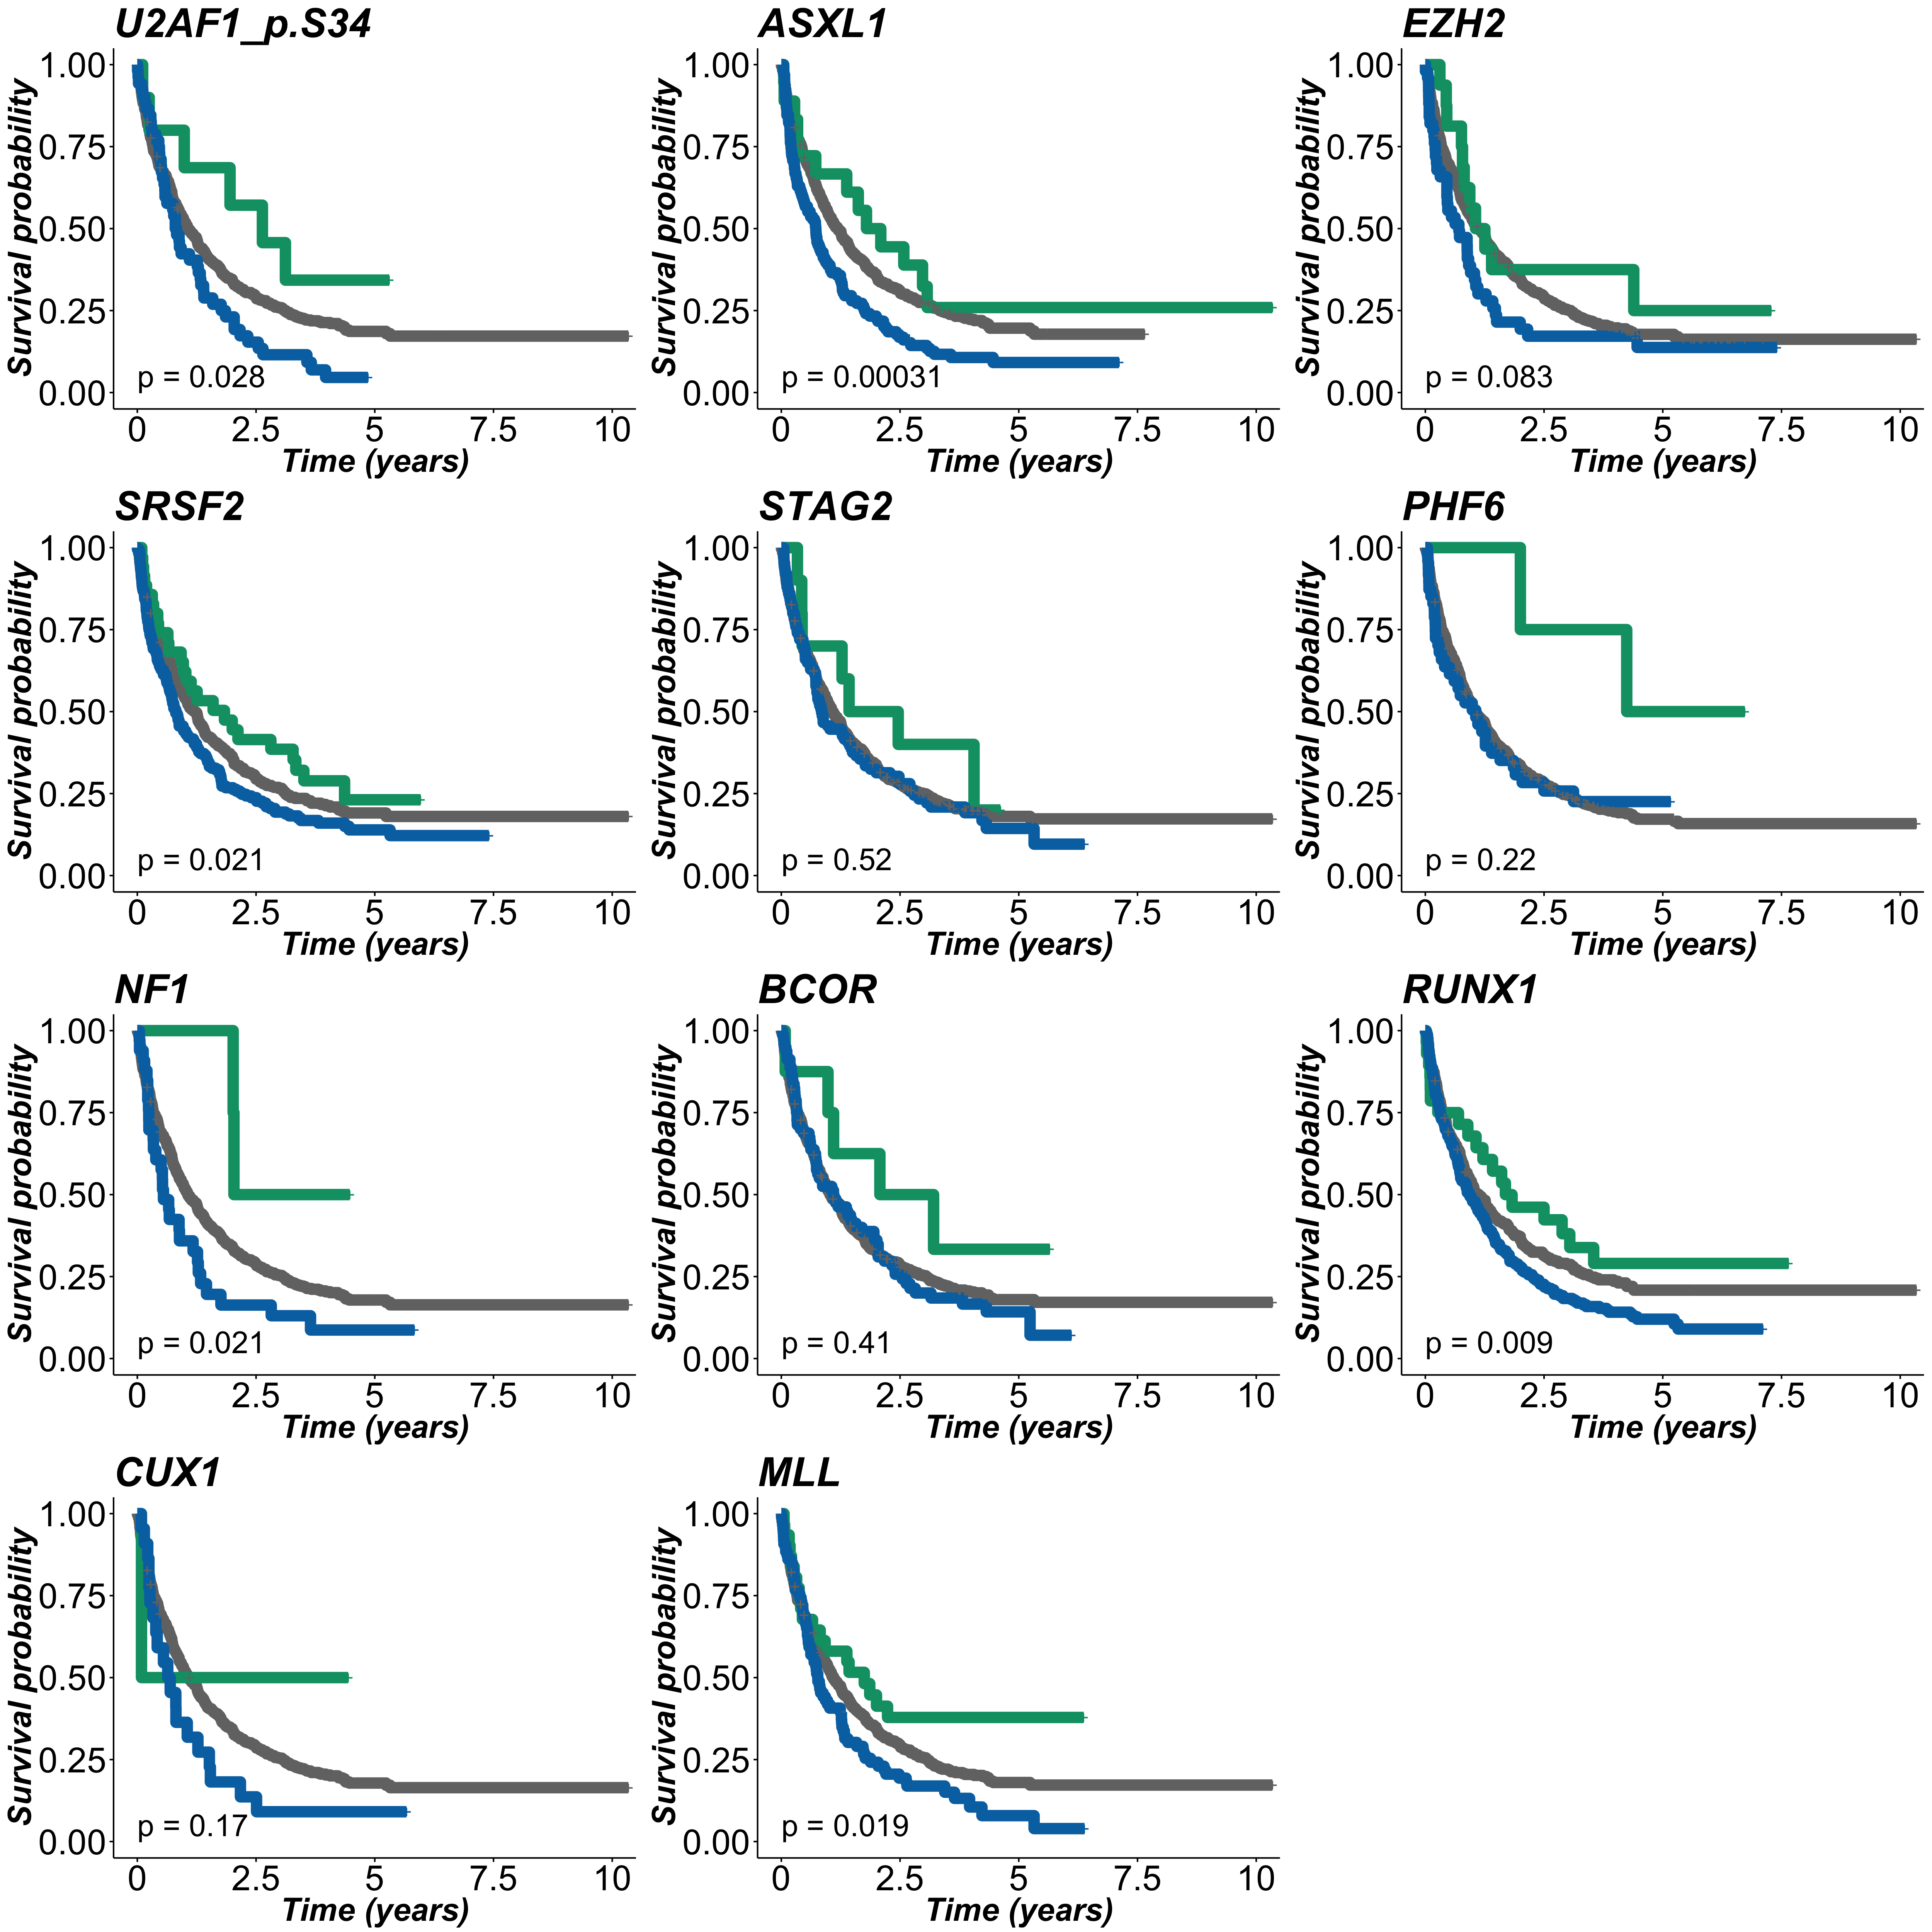 U2AF1_p.S34
ASXL1
EZH2
Survival probability
1.00
0.75
0.50
0.25
0.00
p = 0.028
0 2.5 5 7.5 10
Time (years)
Survival probability
1.00
0.75
0.50
0.25
0.00
p = 0.00031
0 2.5 5 7.5 10
Time (years)
Survival probability
1.00
0.75
0.50
0.25
0.00
p = 0.083
0 2.5 5 7.5 10
Time (years)
SRSF2
STAG2
PHF6
Survival probability
1.00
0.75
0.50
0.25
0.00
p = 0.021
0 2.5 5 7.5 10
Time (years)
Survival probability
1.00
0.75
0.50
0.25
0.00
p = 0.52
0 2.5 5 7.5 10
Time (years)
Survival probability
1.00
0.75
0.50
0.25
0.00
p = 0.22
0 2.5 5 7.5 10
Time (years)
NF1
BCOR
RUNX1
Survival probability
1.00
0.75
0.50
0.25
0.00
p = 0.021
0 2.5 5 7.5 10
Time (years)
Survival probability
1.00
0.75
0.50
0.25
0.00
p = 0.41
0 2.5 5 7.5 10
Time (years)
Survival probability
1.00
0.75
0.50
0.25
0.00
p = 0.009
0 2.5 5 7.5 10
Time (years)
CUX1
MLL
Survival probability
1.00
0.75
0.50
0.25
0.00
p = 0.17
0 2.5 5 7.5 10
Time (years)
Survival probability
1.00
0.75
0.50
0.25
0.00
p = 0.019
0 2.5 5 7.5 10
Time (years)